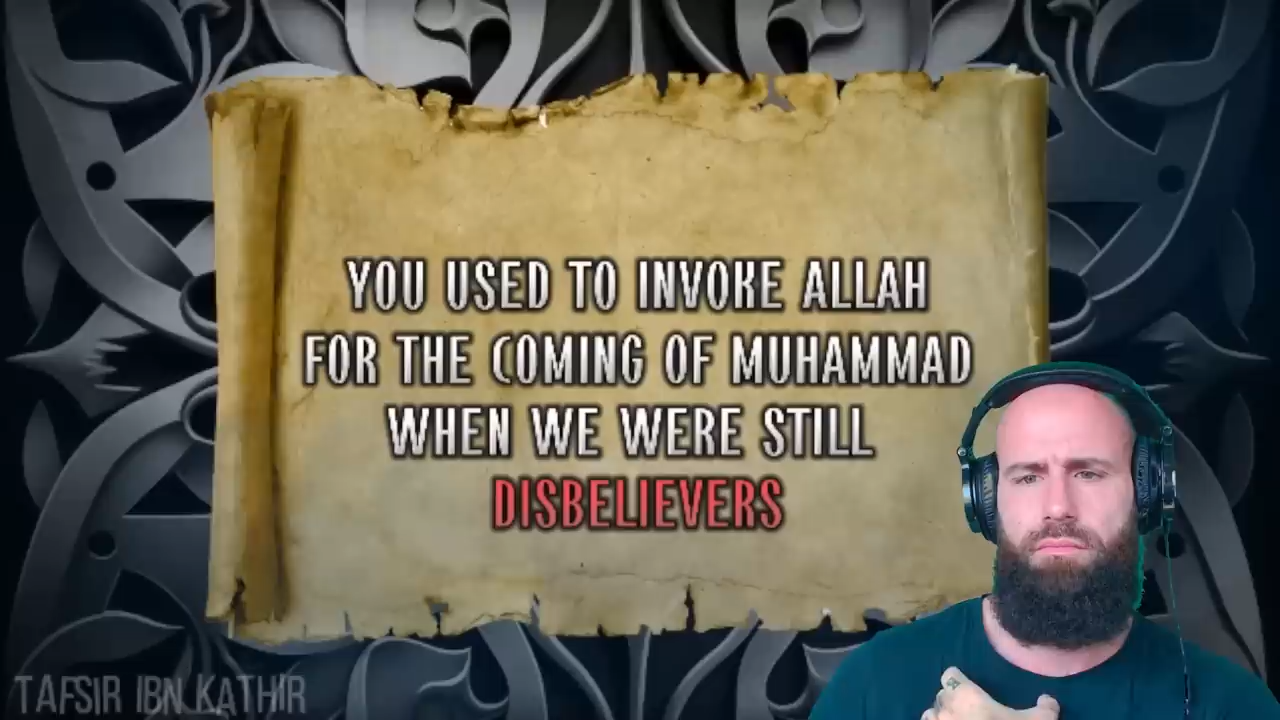 YOU USED TO INVOKE ALLAH
FOR THE COMING OF MUHAMMAD
WHEN WE WERE STILL
DISBELIEVERS
TAFSIR IBN KATHIR